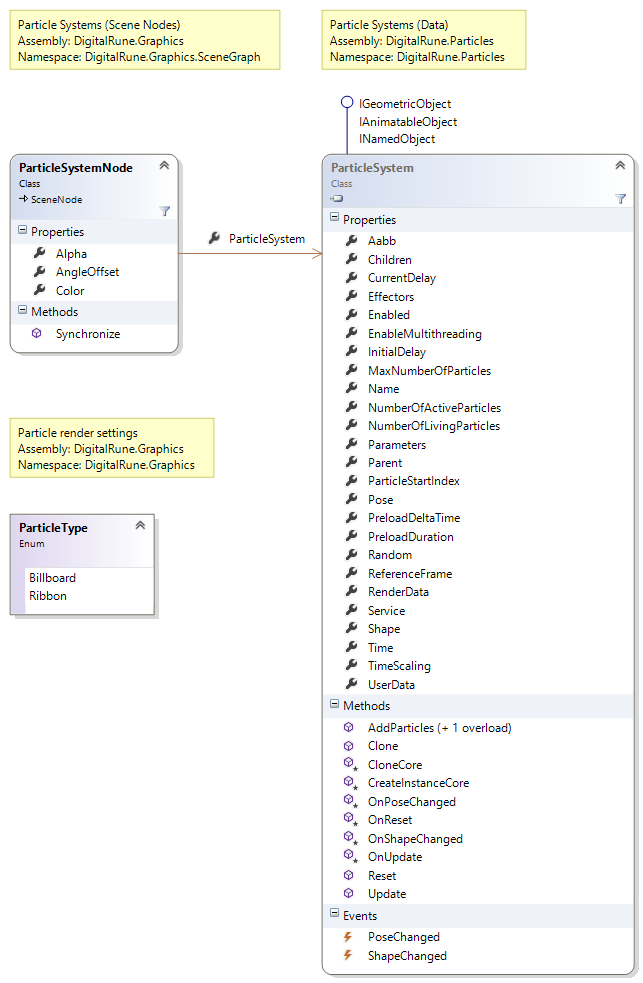 Particle Systems (Scene Nodes)
Assembly: DigitalRune.Graphics
Namespace: DigitalRune.Graphics.SceneGraph
Particle Systems (Data)
Assembly: DigitalRune.Particles
Namespace: DigitalRune.Particles
IGeometricObject
IAnimatableObject
INamedObject
ParticleSystemNode
Class
SceneNode
Properties
Alpha
AngleOffset
Color
Methods
Synchronize
ParticleSystem
ParticleSystem
Class
Properties
Aabb
Children
CurrentDelay
Effectors
Enabled
EnableMultithreading
InitialDelay
MaxNumberOfParticles
Name
NumberOfActiveParticles
NumberOfLivingParticles
Parameters
Parent
ParticleStartIndex
Pose
PreloadDeltaTime
PreloadDuration
Random
ReferenceFrame
RenderData
Service
Shape
Time
TimeScaling
UserData
Methods
AddParticles (+ 1 overload)
Clone
CloneCore
CreateInstanceCore
OnPoseChanged
OnReset
OnShapeChanged
OnUpdate
Reset
Update
Events
PoseChanged
ShapeChanged
Particle render settings
Assembly: DigitalRune.Graphics
Namespace: DigitalRune.Graphics
ParticleType
Enum
Billboard
Ribbon